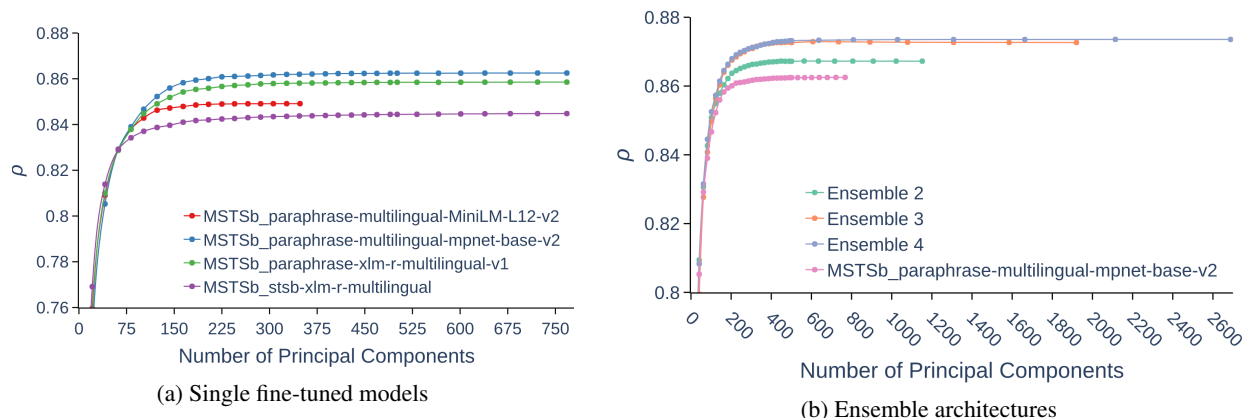 0.88
0.86
0.84
0.82
0.8
0.78
0.76
ρ
0 75 150 225 300 375 450 525 600 675 750
Number of Principal Components
MSTSb_paraphrase-multilingual-MiniLM-L12-v2
MSTSb_paraphrase-multilingual-mpnet-base-v2
MSTSb_paraphrase-xlm-r-multilingual-v1
MSTSb_stsb-xlm-r-multilingual
(a) Single fine-tuned models
0.88
0.86
0.84
0.82
0.8
ρ
0 200 400 600 800 1000 1200 1400 1600 1800 2000 2200 2400 2600
Number of Principal Components
Ensemble 2
Ensemble 3
Ensemble 4
MSTSb_paraphrase-multilingual-mpnet-base-v2
(b) Ensemble architectures